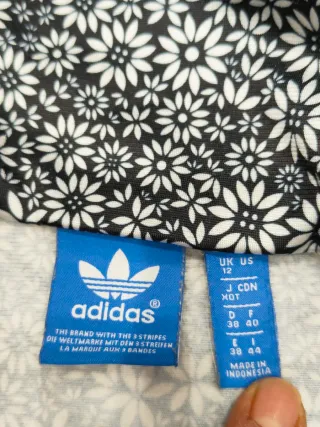 adidas®
THE BRAND WITH THE 3 STRIPES
DIE WELTMARKE MIT DEN 3 STREIFEN
LA MARQUE AUX 3 BANDES
UK US
12
J CDN
XOT
D F
38 40
E I
38 44
MADE IN
INDONESIA